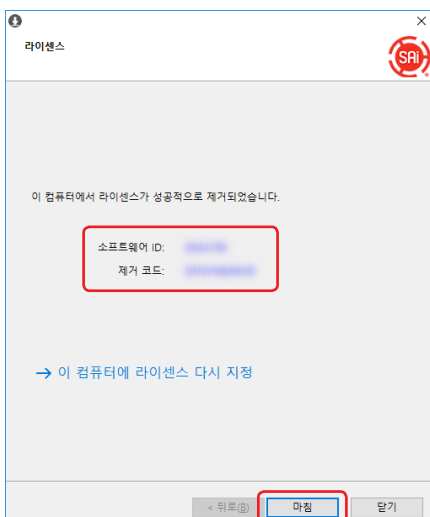 라이센스
SAi
이 컴퓨터에서 라이센스가 성공적으로 제거되었습니다.
소프트웨어 ID:
제거 코드:
→ 이 컴퓨터에 라이센스 다시 지정
< 뒤로(B)
마침
닫기